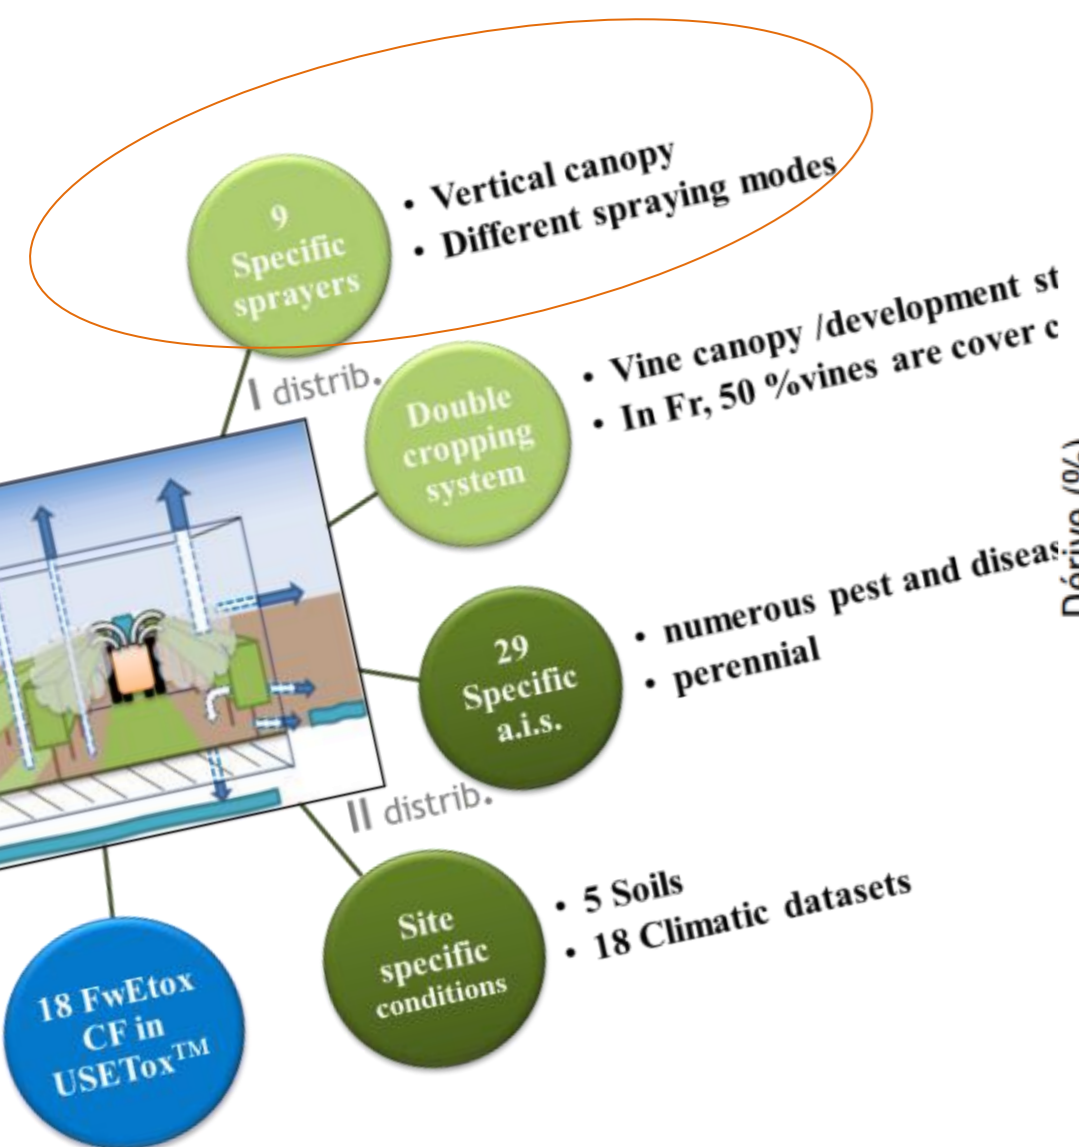 9
Specific
sprayers
• Vertical canopy
• Different spraying modes
I distrib.
Double
cropping
system
• Vine canopy /development
• In Fr, 50 %vines are cover
Dérive (%)
29
Specific
a.i.s.
• numerous pest and
• perennial
II distrib.
Site
specific
conditions
• 5 Soils
• 18 Climatic datasets
18 FwEtox
CF in
USETox™